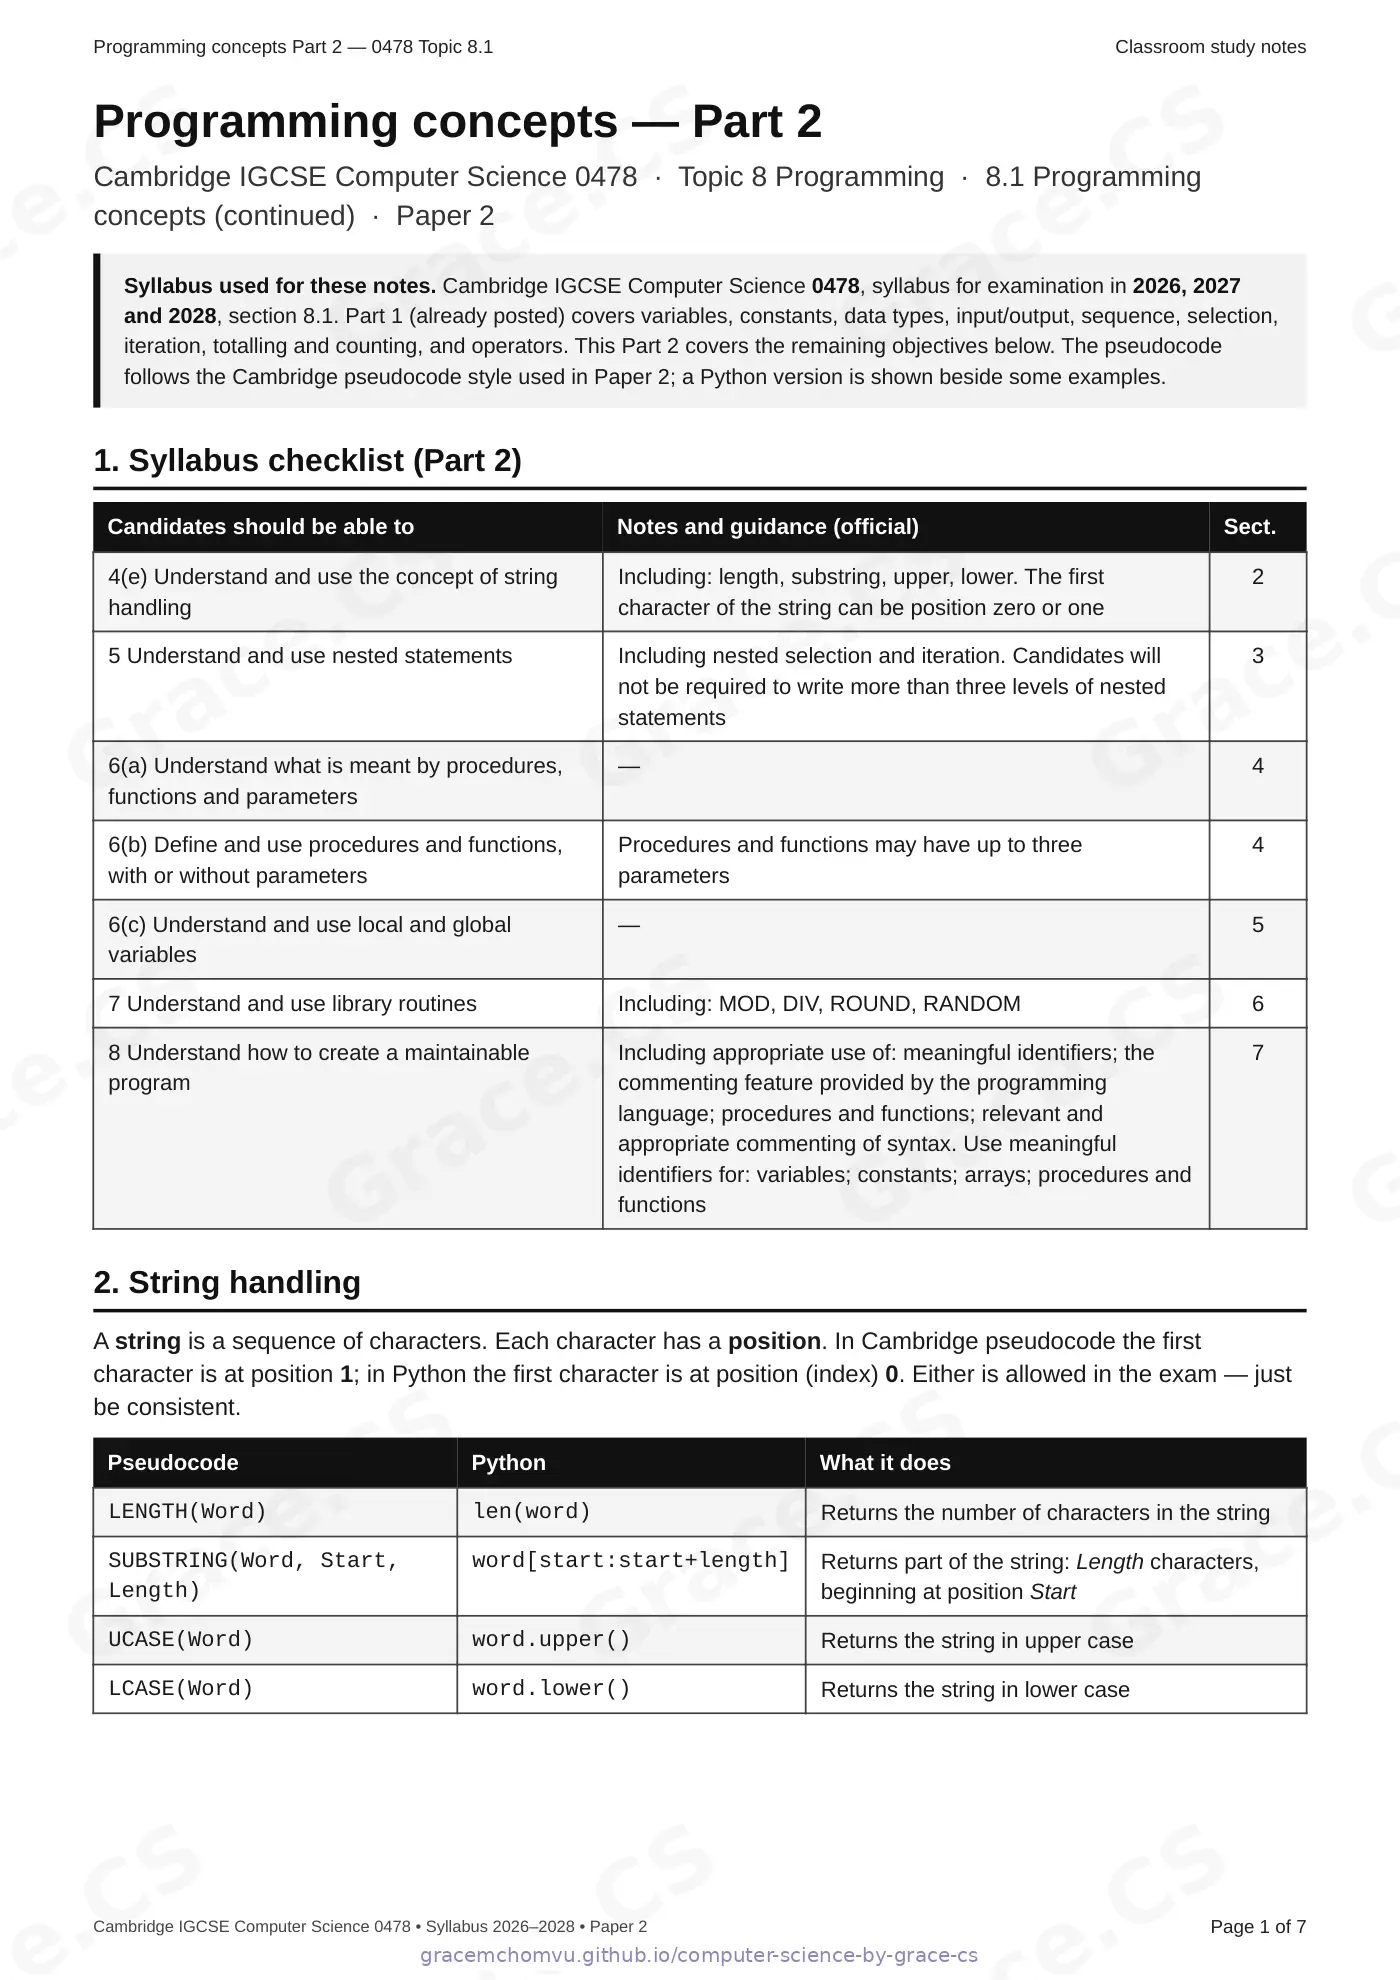 Programming concepts Part 2 — 0478 Topic 8.1
Classroom study notes
Programming concepts — Part 2
Cambridge IGCSE Computer Science 0478 · Topic 8 Programming · 8.1 Programming
concepts (continued) · Paper 2
Syllabus used for these notes. Cambridge IGCSE Computer Science 0478, syllabus for examination in 2026, 2027
and 2028, section 8.1. Part 1 (already posted) covers variables, constants, data types, input/output, sequence, selection,
iteration, totalling and counting, and operators. This Part 2 covers the remaining objectives below. The pseudocode
follows the Cambridge pseudocode style used in Paper 2; a Python version is shown beside some examples.
1. Syllabus checklist (Part 2)
Candidates should be able to
Notes and guidance (official)
Sect.
4(e) Understand and use the concept of string
handling
Including: length, substring, upper, lower. The first
character of the string can be position zero or one
2
5 Understand and use nested statements
Including nested selection and iteration. Candidates will
not be required to write more than three levels of nested
statements
3
6(a) Understand what is meant by procedures,
functions and parameters
—
4
6(b) Define and use procedures and functions,
with or without parameters
Procedures and functions may have up to three
parameters
4
6(c) Understand and use local and global
variables
—
5
7 Understand and use library routines
Including: MOD, DIV, ROUND, RANDOM
6
8 Understand how to create a maintainable
program
Including appropriate use of: meaningful identifiers; the
commenting feature provided by the programming
language; procedures and functions; relevant and
appropriate commenting of syntax. Use meaningful
identifiers for: variables; constants; arrays; procedures and
functions
7
2. String handling
A string is a sequence of characters. Each character has a position. In Cambridge pseudocode the first
character is at position 1; in Python the first character is at position (index) 0. Either is allowed in the exam — just
be consistent.
Pseudocode
Python
What it does
LENGTH(Word)
len(word)
Returns the number of characters in the string
SUBSTRING(Word, Start,
Length)
word[start:start+length]
Returns part of the string: Length characters,
beginning at position Start
UCASE(Word)
word.upper()
Returns the string in upper case
LCASE(Word)
word.lower()
Returns the string in lower case
Cambridge IGCSE Computer Science 0478 • Syllabus 2026–2028 • Paper 2
Page 1 of 7
gracemchomvu.github.io/computer-science-by-grace-cs
Grace.CS